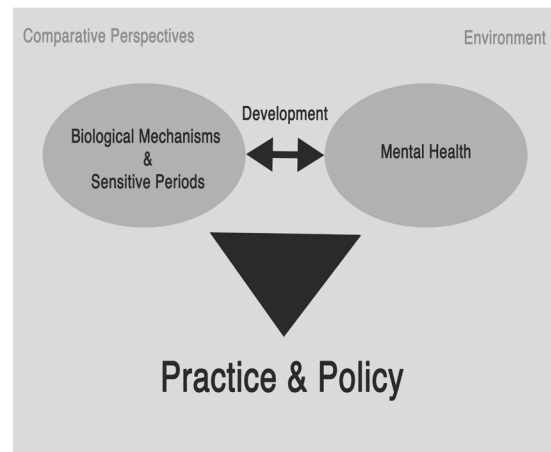 Comparative Perspectives
Environment
Development
Biological Mechanisms
&
Sensitive Periods
Mental Health
Practice & Policy